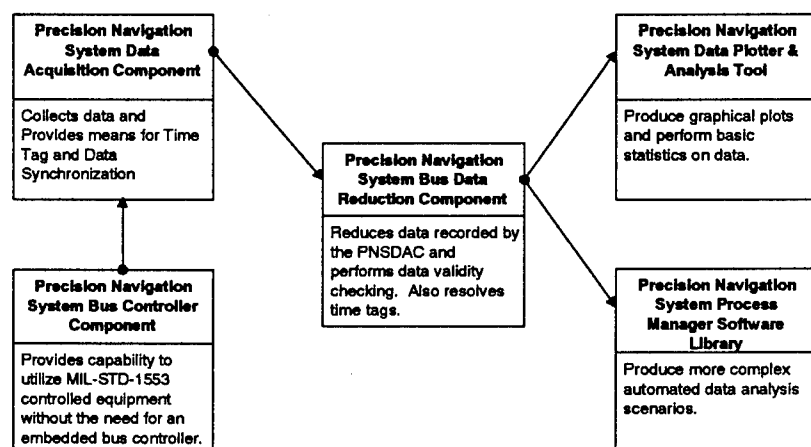 Precision Navigation
System Data
Acquisition Component
Collects data and
Provides means for Time
Tag and Data
Synchronization
Precision Navigation
System Bus Controller
Component
Provides capability to
utilize MIL-STD-1553
controlled equipment
without the need for an
embedded bus controller.
Precision Navigation
System Bus Data
Reduction Component
Reduces data recorded by
the PNSDAC and
performs data validity
checking. Also resolves
time tags.
Precision Navigation
System Data Plotter &
Analysis Tool
Produce graphical plots
and perform basic
statistics on data.
Precision Navigation
System Process
Manager Software
Library
Produce more complex
automated data analysis
scenarios.